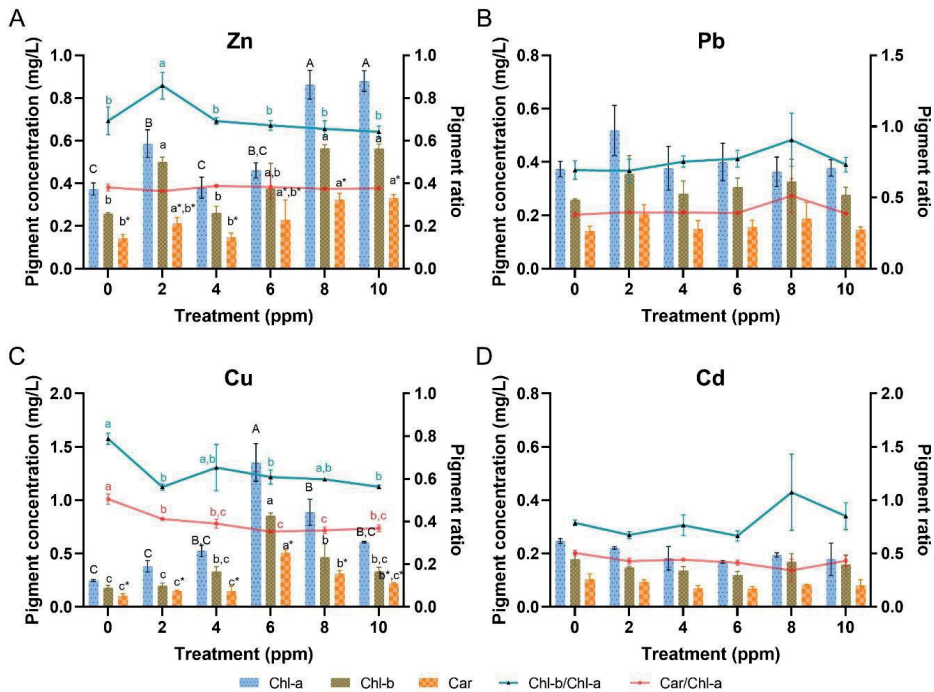 A
Zn
Pigment concentration (mg/L)
1.0
0.8
0.6
0.4
0.2
0.0
1.0
0.8
0.6
0.4
0.2
0.0
Pigment ratio
b
a
b
b
b
b
C
B
C
B,C
A
A
b
a
b
a,b
a
a
b*
a*,b*
b*
a*,b*
a*
a*
0 2 4 6 8 10
Treatment (ppm)
B
Pb
Pigment concentration (mg/L)
0.8
0.6
0.4
0.2
0.0
1.5
1.0
0.5
0.0
Pigment ratio
0 2 4 6 8 10
Treatment (ppm)
C
Cu
Pigment concentration (mg/L)
2.0
1.5
1.0
0.5
0.0
1.0
0.8
0.6
0.4
0.2
0.0
Pigment ratio
a
b
a,b
b
a,b
b
a
b
b,c
c
c
b,c
C
C
B,C
A
B
B,C
c
c
b,c
a
b
b,c
c*
c*
c*
a*
b*
b*,c*
0 2 4 6 8 10
Treatment (ppm)
D
Cd
Pigment concentration (mg/L)
0.8
0.6
0.4
0.2
0.0
2.0
1.5
1.0
0.5
0.0
Pigment ratio
0 2 4 6 8 10
Treatment (ppm)
Chl-a Chl-b Car Chl-b/Chl-a Car/Chl-a